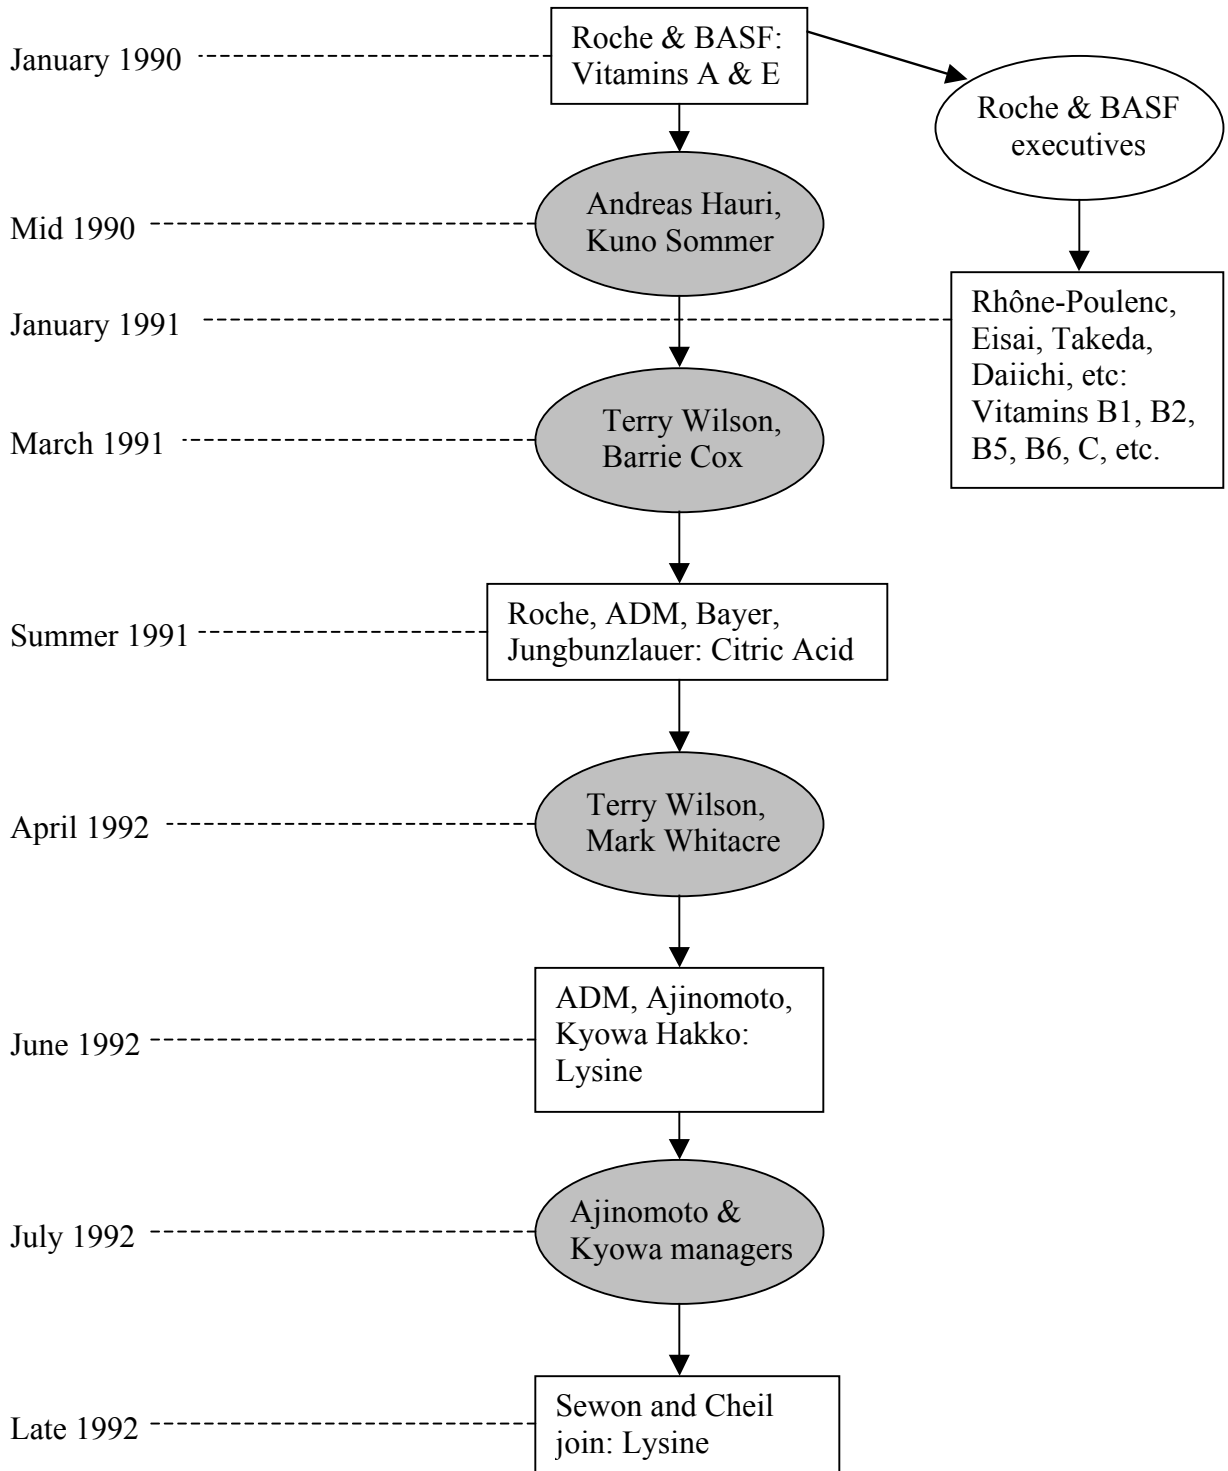 January 1990
Roche & BASF:
Vitamins A & E
Roche & BASF
executives
Mid 1990
Andreas Hauri,
Kuno Sommer
January 1991
Rhône-Poulenc,
Eisai, Takeda,
Daiichi, etc:
Vitamins B1, B2,
B5, B6, C, etc.
March 1991
Terry Wilson,
Barrie Cox
Summer 1991
Roche, ADM, Bayer,
Jungbunzlauer: Citric Acid
April 1992
Terry Wilson,
Mark Whitacre
June 1992
ADM, Ajinomoto,
Kyowa Hakko:
Lysine
July 1992
Ajinomoto &
Kyowa managers
Late 1992
Sewon and Cheil
join: Lysine